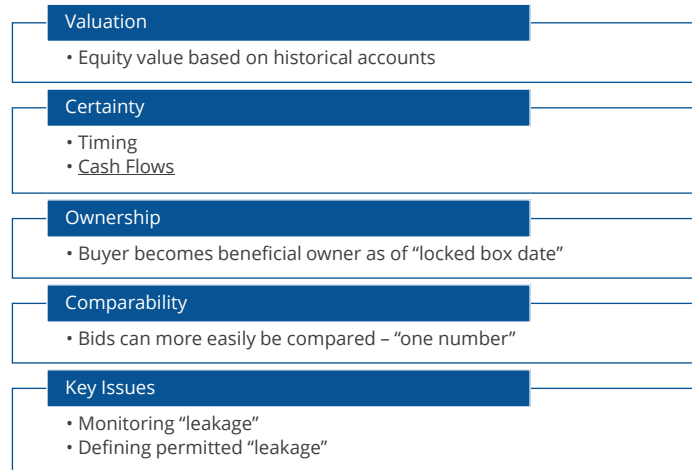 Valuation
• Equity value based on historical accounts
Certainty
• Timing
• Cash Flows
Ownership
• Buyer becomes beneficial owner as of “locked box date”
Comparability
• Bids can more easily be compared – “one number”
Key Issues
• Monitoring “leakage”
• Defining permitted “leakage”